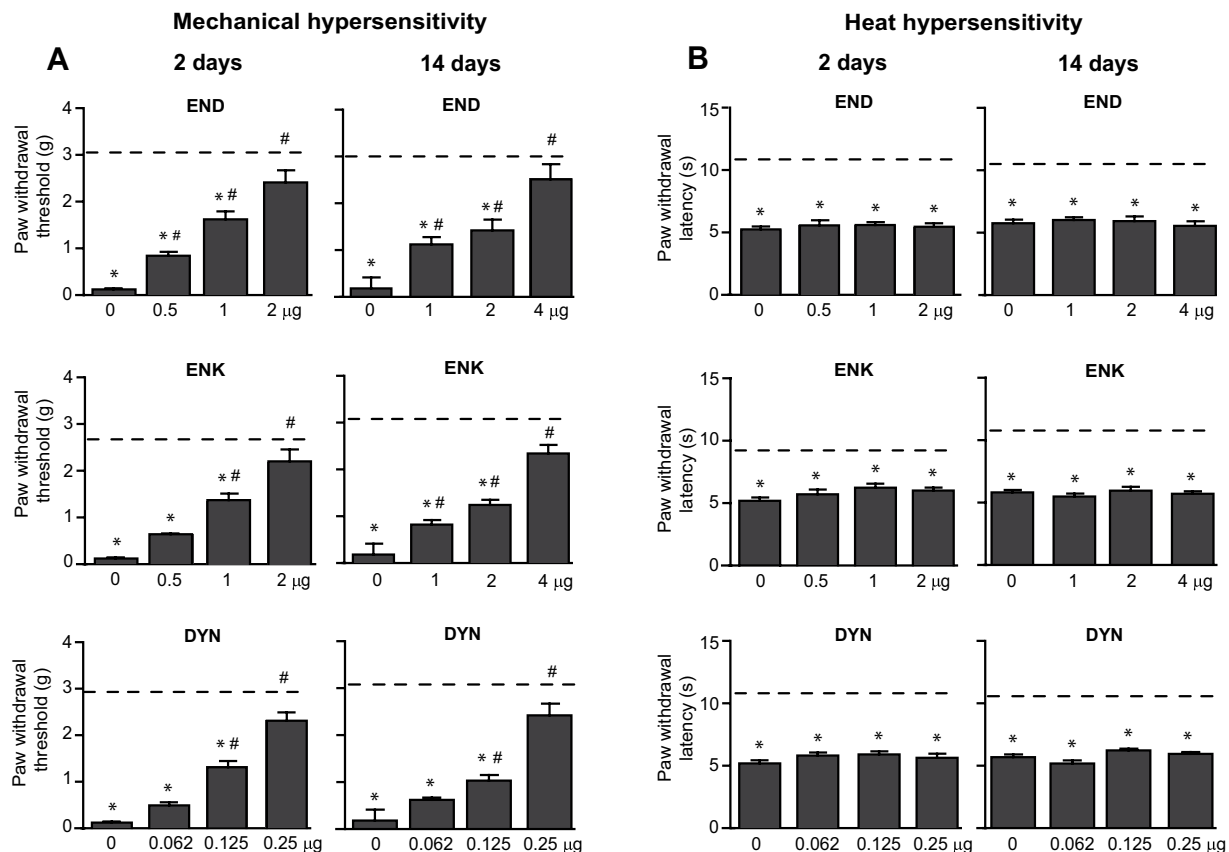 Mechanical hypersensitivity
Heat hypersensitivity
A
2 days
14 days
B
2 days
14 days
END
4
3
2
1
0
Paw withdrawal
threshold (g)
#
* #
* #
*
0 0.5 1 2 μg
END
#
* #
* #
*
0 1 2 4 μg
END
15
10
5
0
Paw withdrawal
latency (s)
* * * *
0 0.5 1 2 μg
END
* * * *
0 1 2 4 μg
ENK
4
3
2
1
0
Paw withdrawal
threshold (g)
#
* #
*
*
0 0.5 1 2 μg
ENK
#
* #
* #
*
0 1 2 4 μg
ENK
15
10
5
0
Paw withdrawal
latency (s)
* * * *
0 0.5 1 2 μg
ENK
* * * *
0 1 2 4 μg
DYN
4
3
2
1
0
Paw withdrawal
threshold (g)
#
* #
*
*
0 0.062 0.125 0.25 μg
DYN
#
* #
*
*
0 0.062 0.125 0.25 μg
DYN
15
10
5
0
Paw withdrawal
latency (s)
* * * *
0 0.062 0.125 0.25 μg
DYN
* * * *
0 0.062 0.125 0.25 μg